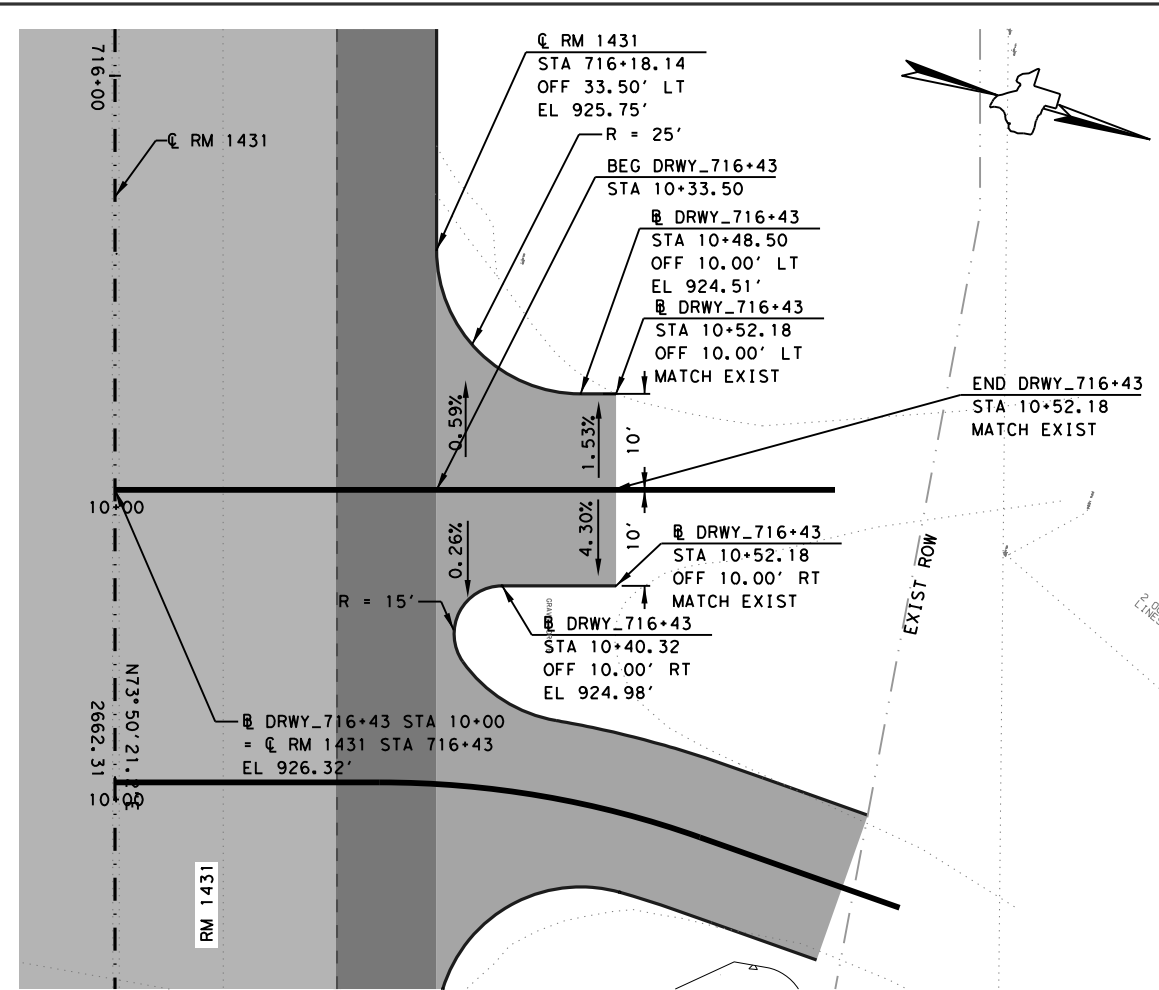 716+00
℄ RM 1431
℄ RM 1431
STA 716+18.14
OFF 33.50' LT
EL 925.75'
R = 25'
BEG DRWY_716+43
STA 10+33.50
B̲L DRWY_716+43
STA 10+48.50
OFF 10.00' LT
EL 924.51'
B̲L DRWY_716+43
STA 10+52.18
OFF 10.00' LT
MATCH EXIST
END DRWY_716+43
STA 10+52.18
MATCH EXIST
0.59%
1.53%
10'
10+00
0.26%
4.30%
10'
BL DRWY_716+43
STA 10+52.18
OFF 10.00' RT
MATCH EXIST
R = 15'
BL DRWY_716+43
STA 10+40.32
OFF 10.00' RT
EL 924.98'
EXIST ROW
BL DRWY_716+43 STA 10+00
= ℄ RM 1431 STA 716+43
EL 926.32'
2662.31
10+00
RM 1431